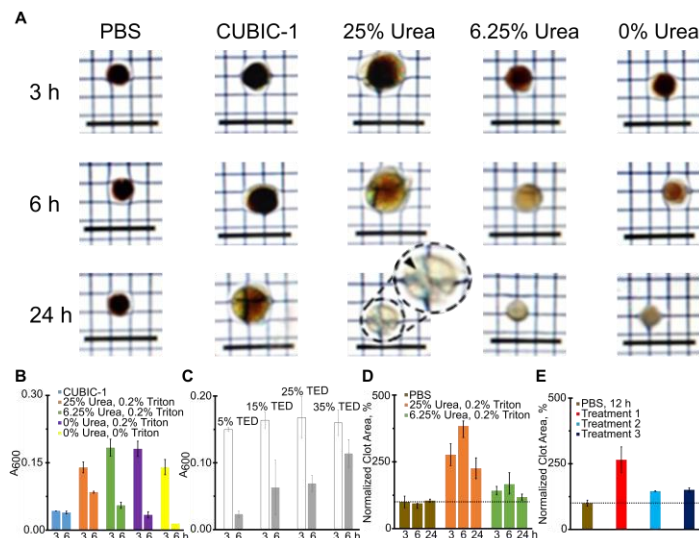 A
PBS CUBIC-1 25% Urea 6.25% Urea 0% Urea
3 h
6 h
24 h
B
CUBIC-1
25% Urea, 0.2% Triton
6.25% Urea, 0.2% Triton
0% Urea, 0.2% Triton
0% Urea, 0% Triton
A600
0.30
0.15
0.00
3 6 3 6 3 6 3 6 3 6 h
C
5% TED 15% TED 25% TED 35% TED
A600
0.30
0.15
0.00
3 6 3 6 3 6 3 6 h
D
PBS
25% Urea, 0.2% Triton
6.25% Urea, 0.2% Triton
Normalized Clot Area, %
500
250
0
3 6 24 3 6 24 3 6 24 h
E
PBS, 12 h
Treatment 1
Treatment 2
Treatment 3
Normalized Clot Area, %
500
250
0